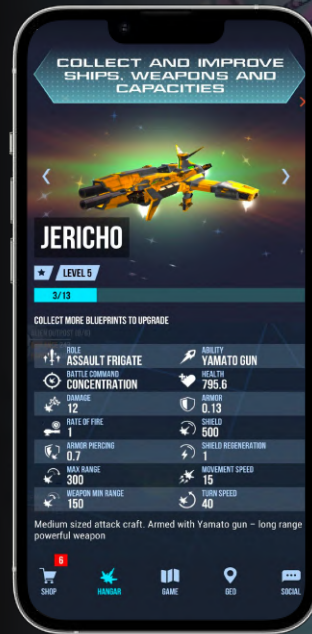 COLLECT AND IMPROVE
SHIPS, WEAPONS AND
CAPACITIES
JERICHO
LEVEL 5
3/13
COLLECT MORE BLUEPRINTS TO UPGRADE
ROLE
ASSAULT FRIGATE
ABILITY
YAMATO GUN
BATTLE COMMAND
CONCENTRATION
HEALTH
795.6
DAMAGE
12
ARMOR
0.13
RATE OF FIRE
SHIELD
500
ARMOR PIERCING
0.7
SHIELD REGENERATION
1
MAX RANGE
300
MOVEMENT SPEED
15
WEAPON MIN RANGE
150
TURN SPEED
40
Medium sized attack craft. Armed with Yamato gun – long range
powerful weapon
6
SHOP
HANGAR
GAME
GEO
SOCIAL